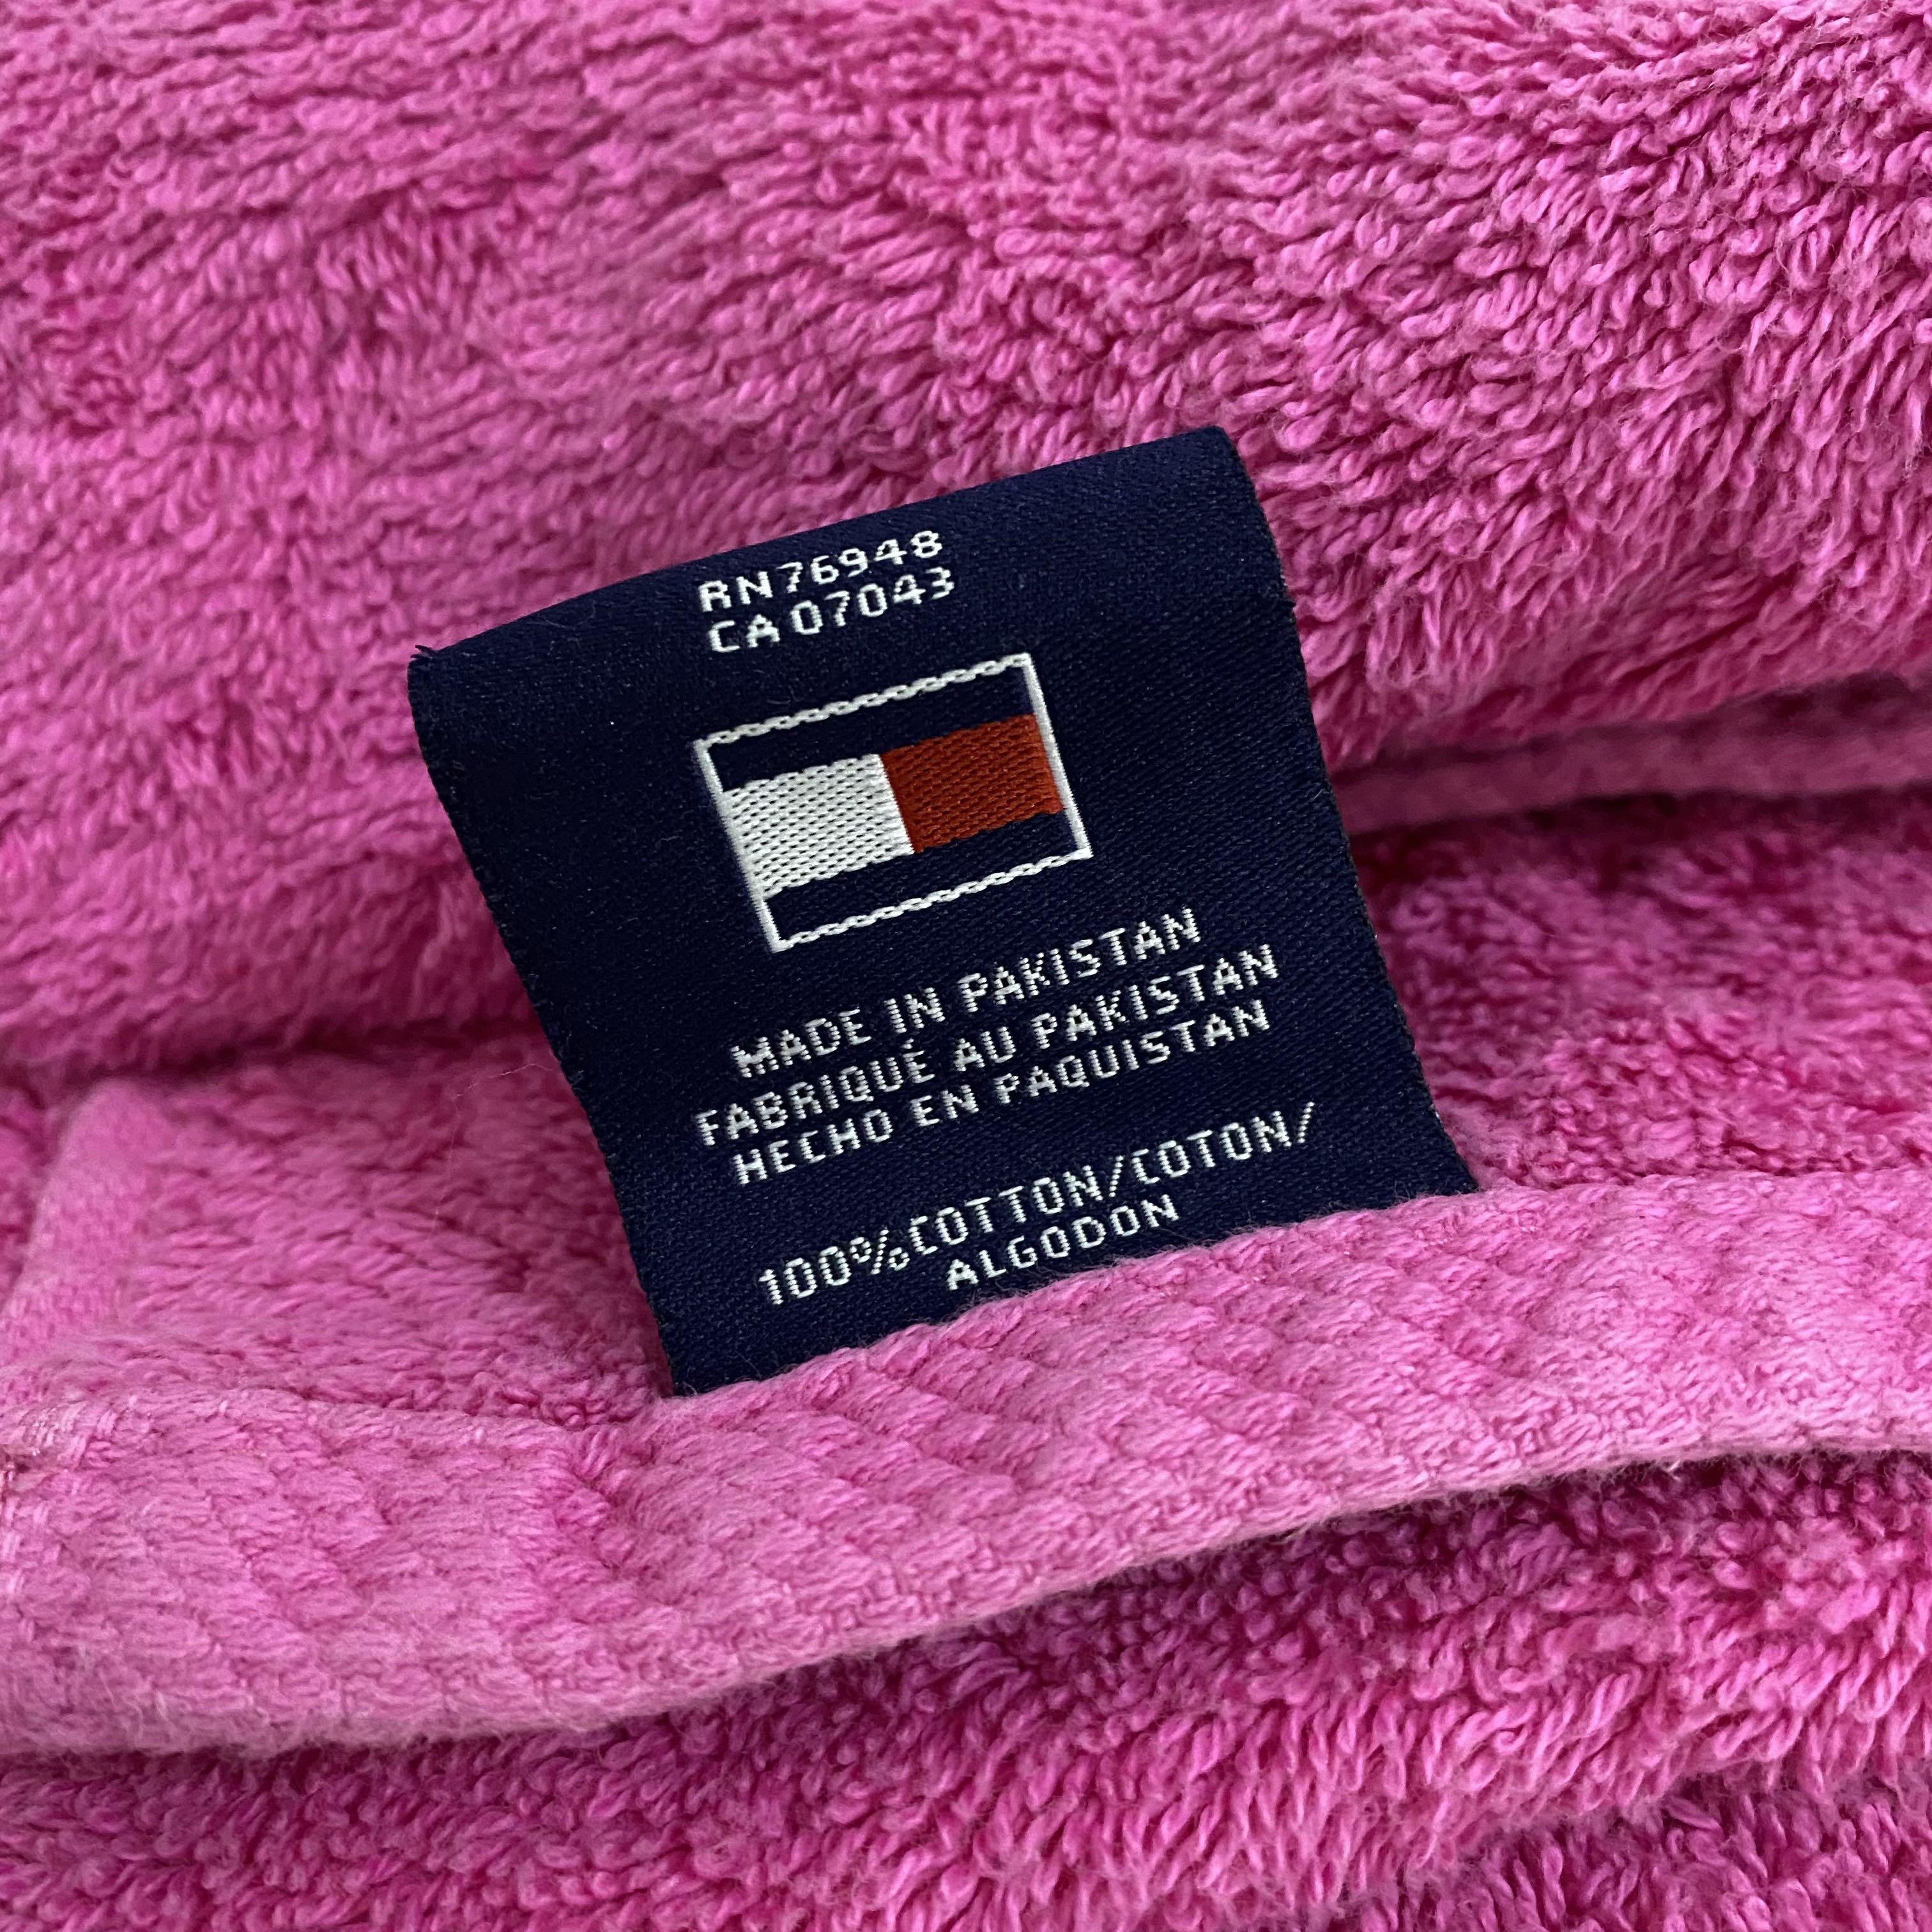 RN76948
CA 07043
MADE IN PAKISTAN
FABRIQUÉ AU PAKISTAN
HECHO EN PAQUISTAN
100%COTTON/COTON/
ALGODON